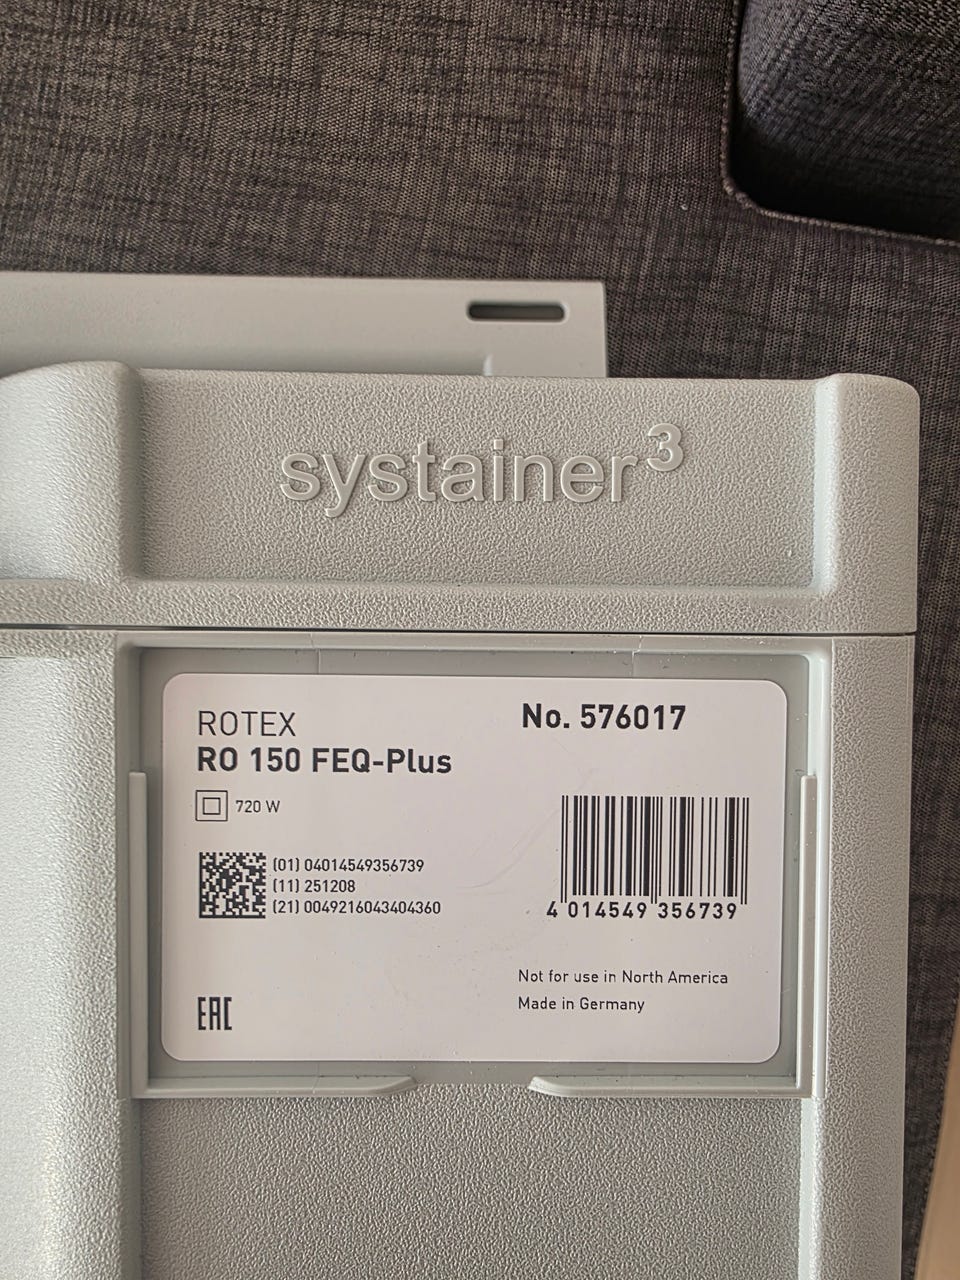 systainer³
ROTEX
RO 150 FEQ-Plus
No. 576017
720 W
(01) 04014549356739
(11) 251208
(21) 0049216043404360
4 014549 356739
Not for use in North America
Made in Germany
EAC